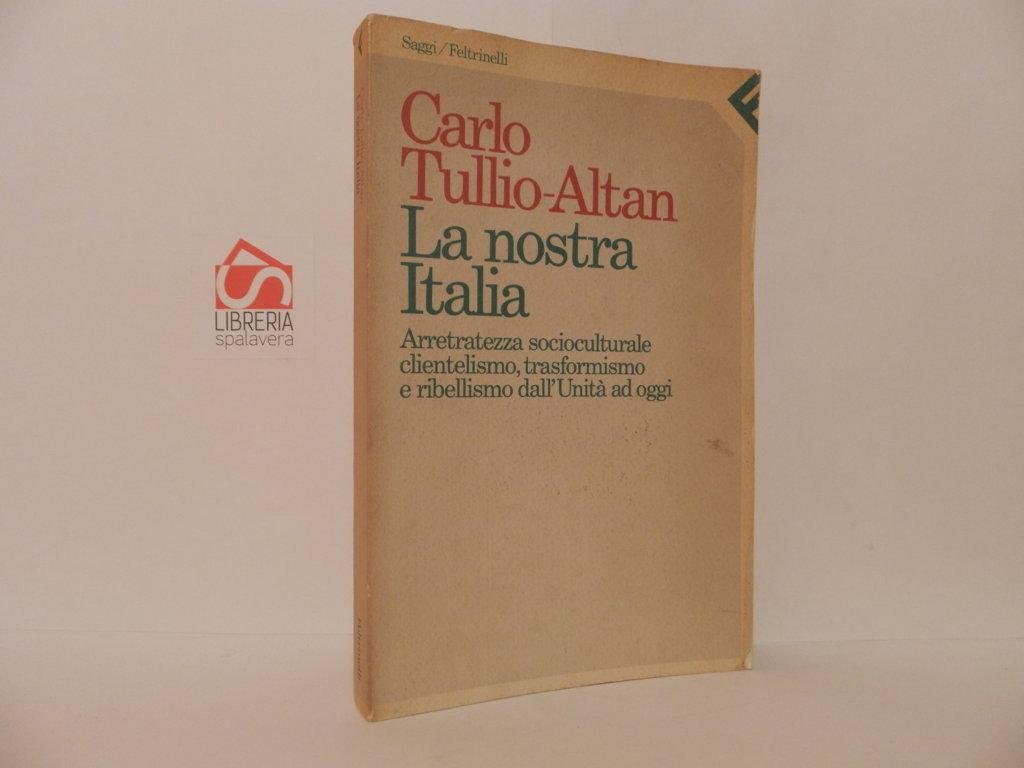 Saggi/Feltrinelli
Carlo
Tullio-Altan
La nostra
Italia
Arretratezza socioculturale
clientelismo, trasformismo
e ribellismo dall'Unità ad oggi
LIBRERIA
spalavera